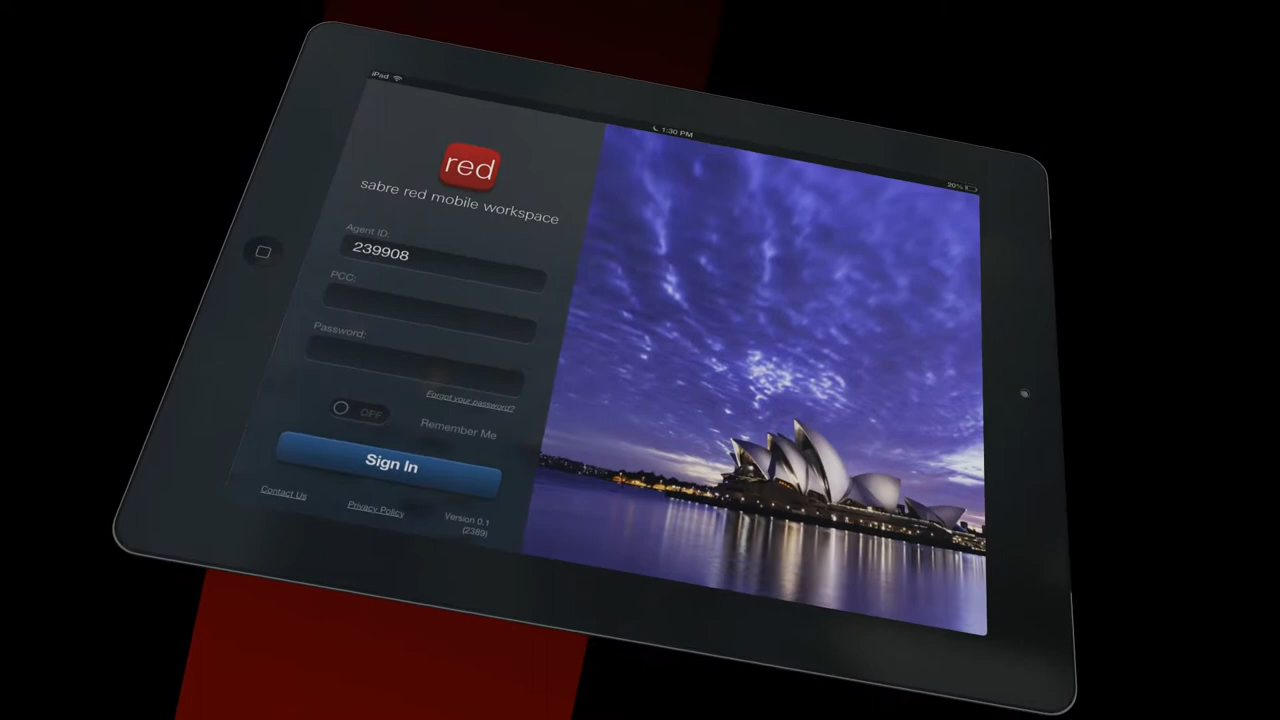 iPad
1:30 PM
20%
red
sabre red mobile workspace
Agent ID:
239908
PCC:
Password:
Forgot your password?
OFF
Remember Me
Sign In
Contact Us
Privacy Policy
Version 0.1
(2389)